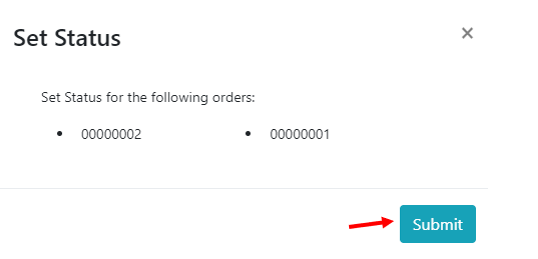 Set Status ×
Set Status for the following orders:
• 00000002 • 00000001
Submit